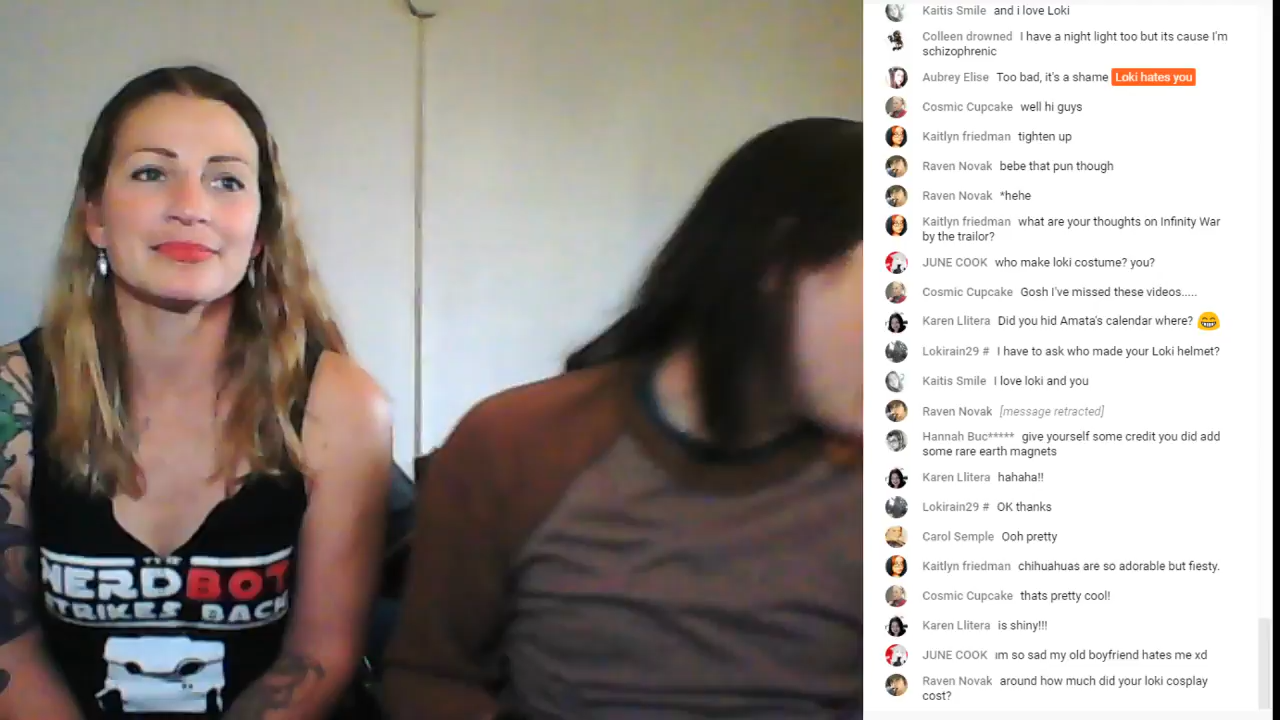 THE
NERDBOT
STRIKES BACK
Kaitis Smile and i love Loki
Colleen drowned I have a night light too but its cause I'm
schizophrenic
Aubrey Elise Too bad, it's a shame Loki hates you
Cosmic Cupcake well hi guys
Kaitlyn friedman tighten up
Raven Novak bebe that pun though
Raven Novak *hehe
Kaitlyn friedman what are your thoughts on Infinity War
by the trailor?
JUNE COOK who make loki costume? you?
Cosmic Cupcake Gosh I've missed these videos.....
Karen Llitera Did you hid Amata's calendar where? 😁
Lokirain29 # I have to ask who made your Loki helmet?
Kaitis Smile I love loki and you
Raven Novak [message retracted]
Hannah Buc***** give yourself some credit you did add
some rare earth magnets
Karen Llitera hahaha!!
Lokirain29 # OK thanks
Carol Semple Ooh pretty
Kaitlyn friedman chihuahuas are so adorable but fiesty.
Cosmic Cupcake thats pretty cool!
Karen Llitera is shiny!!!
JUNE COOK ım so sad my old boyfriend hates me xd
Raven Novak around how much did your loki cosplay
cost?